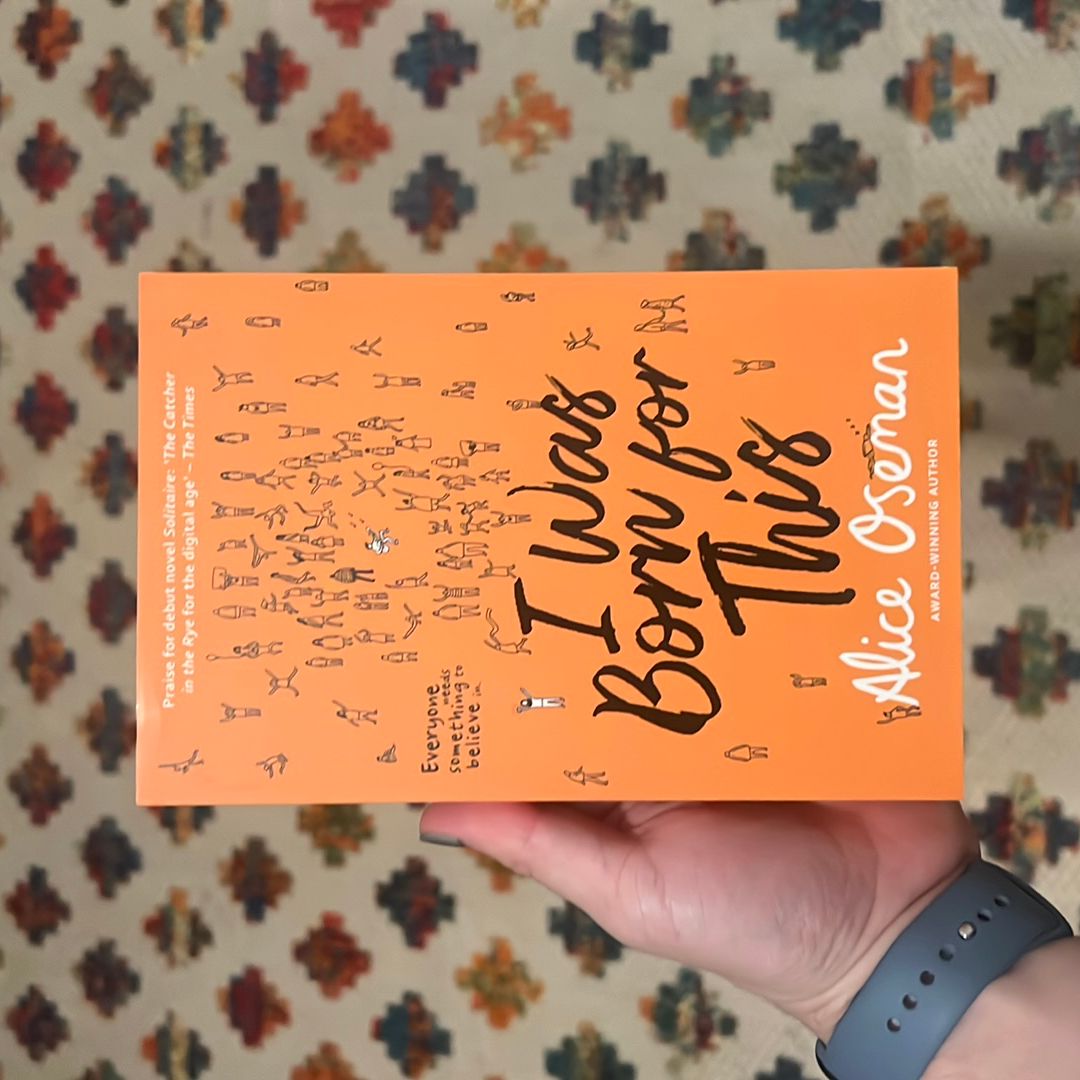 Praise for debut novel Solitaire: 'The Catcher
in the Rye for the digital age' – The Times
Everyone
needs
something to
believe in.
I Was
Born for
This
Alice Oseman
AWARD-WINNING AUTHOR